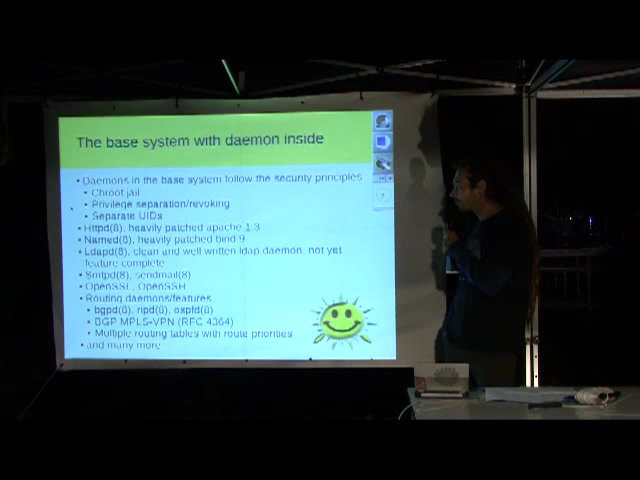 The base system with daemon inside
• Daemons in the base system follow the security principles
• Chroot jail
• Privilege separation/revoking
• Separate UIDs
• Httpd(8), heavily patched apache 1.3
• Named(8), heavily patched bind 9
• Ldapd(8), clean and well written ldap daemon, not yet
feature complete
• Smtpd(8), sendmail(8)
• OpenSSL, OpenSSH
• Routing daemons/features
• bgpd(8), ripd(8), ospfd(8)
• BGP MPLS-VPN (RFC 4364)
• Multiple routing tables with route priorities
• and many more